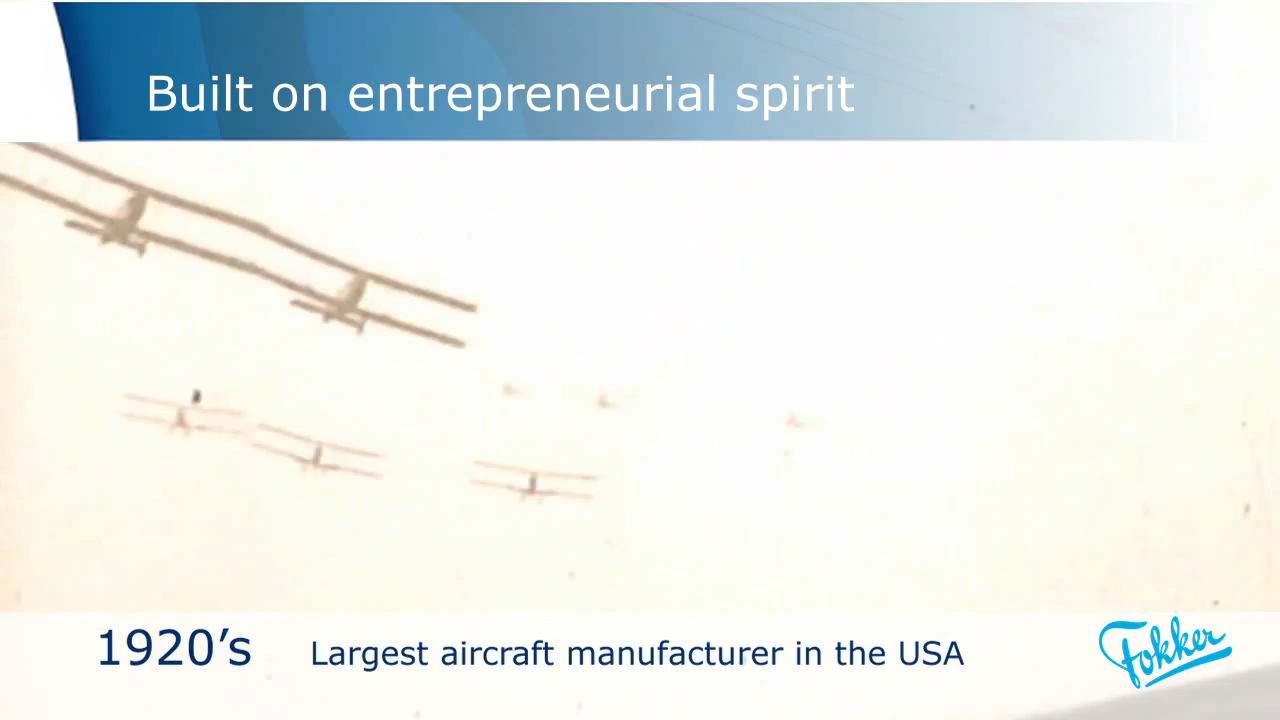 Built on entrepreneurial spirit
1920’s Largest aircraft manufacturer in the USA
Fokker